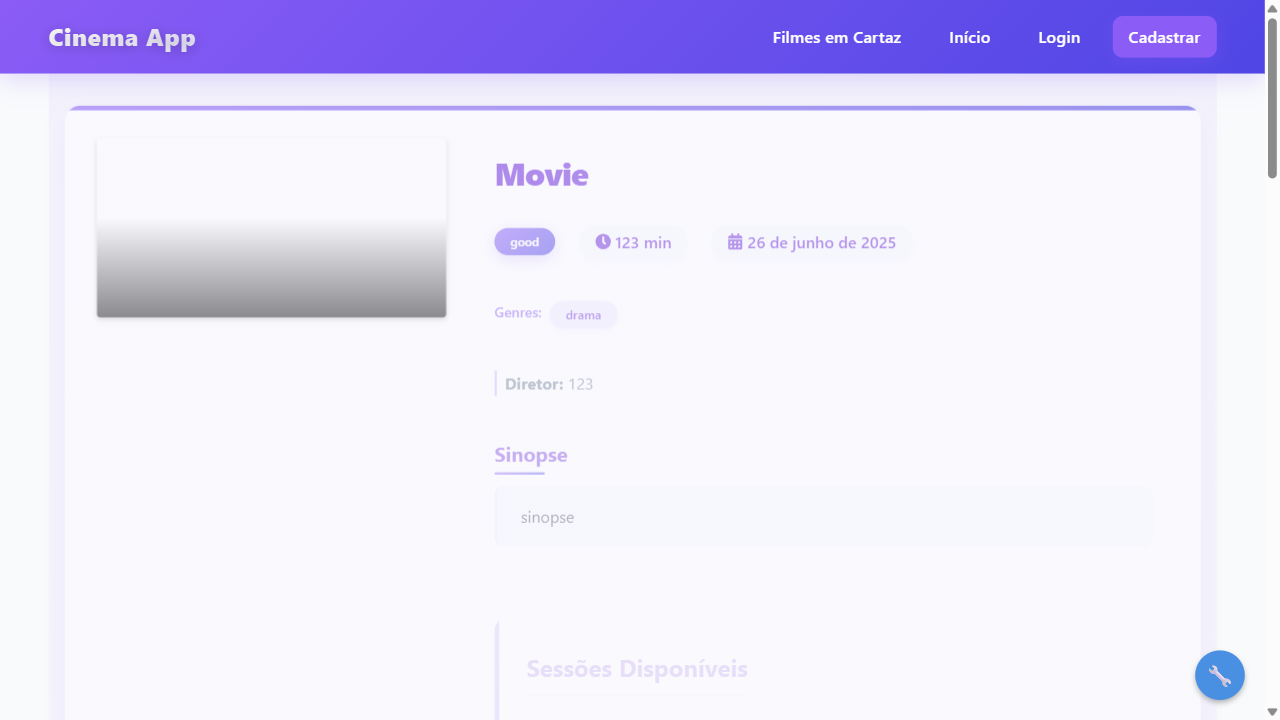 Cinema App
Filmes em Cartaz
Início
Login
Cadastrar
Movie
good
123 min
26 de junho de 2025
Genres:
drama
Diretor: 123
Sinopse
sinopse
Sessões Disponíveis